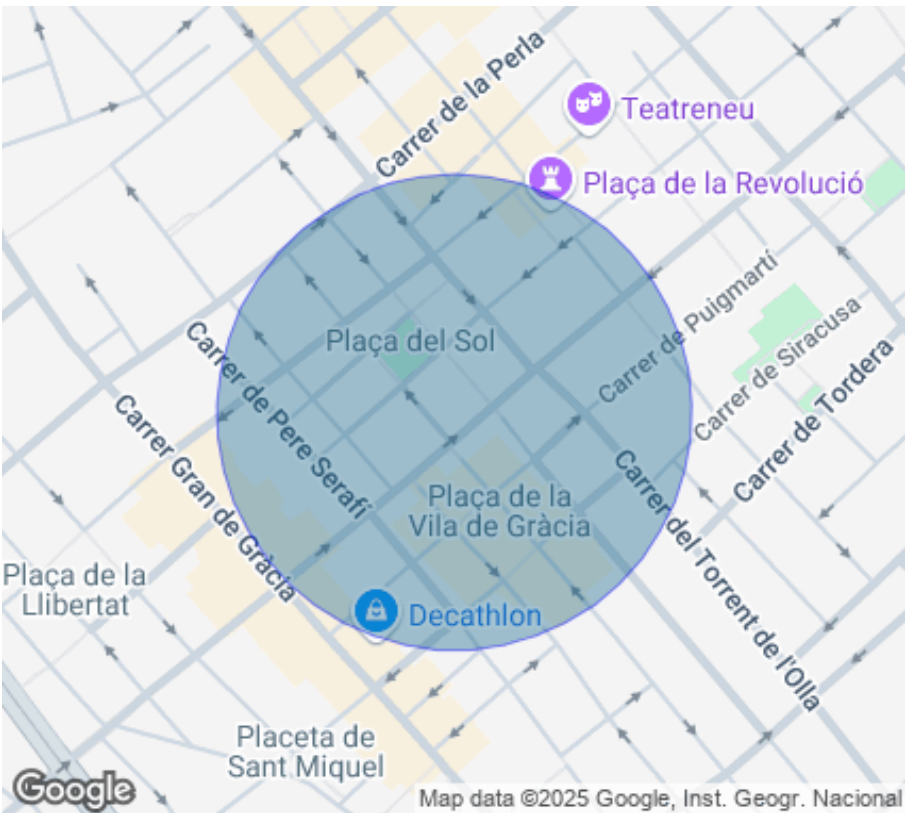 Carrer de la Perla
Teatreneu
Plaça de la Revolució
Carrer de Puigmartí
Plaça del Sol
Carrer de Siracusa
Carrer de Pere Serafí
Carrer de Tordera
Carrer Gran de Gràcia
Plaça de la
Vila de Gràcia
Carrer del Torrent de l'Olla
Plaça de la
Llibertat
Decathlon
Placeta de
Sant Miquel
Google
Map data ©2025 Google, Inst. Geogr. Nacional